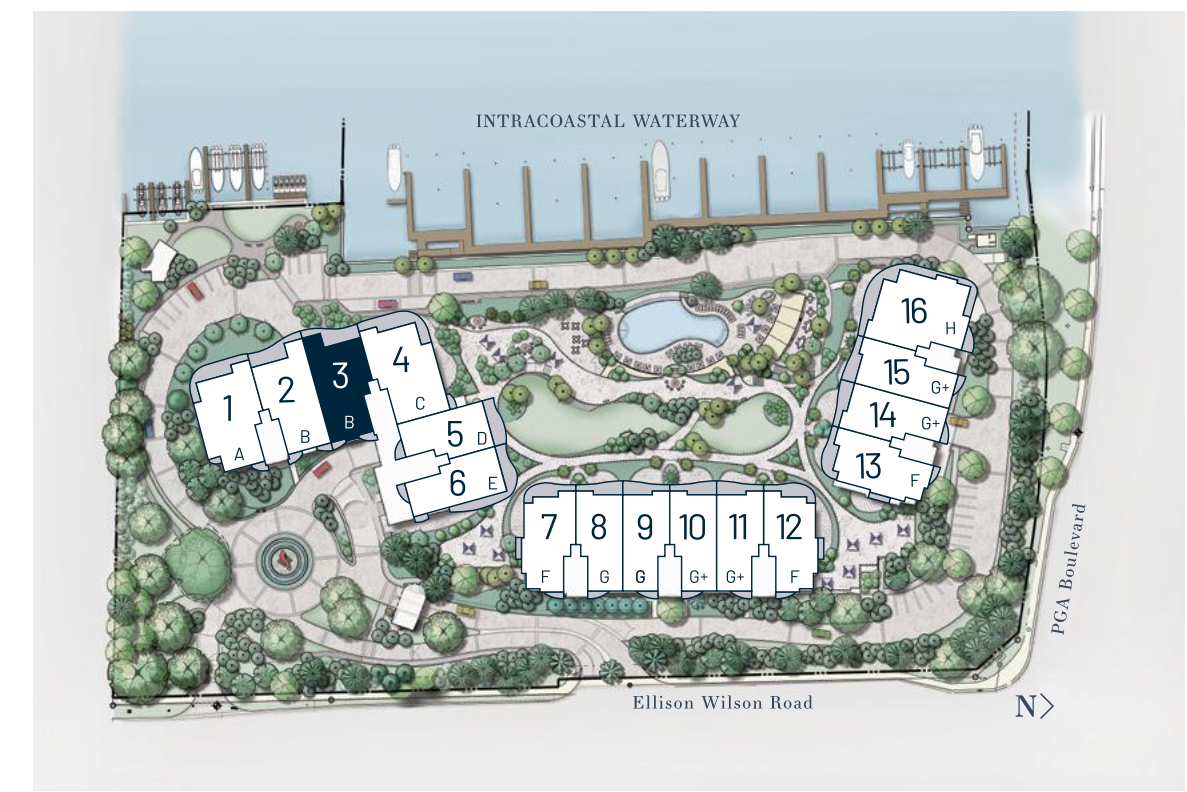 INTRACOASTAL WATERWAY
1
A
2
B
3
B
4
C
5
D
6
E
7
F
8
G
9
G
10
G+
11
G+
12
F
13
F
14
G+
15
G+
16
H
PGA Boulevard
Ellison Wilson Road
N